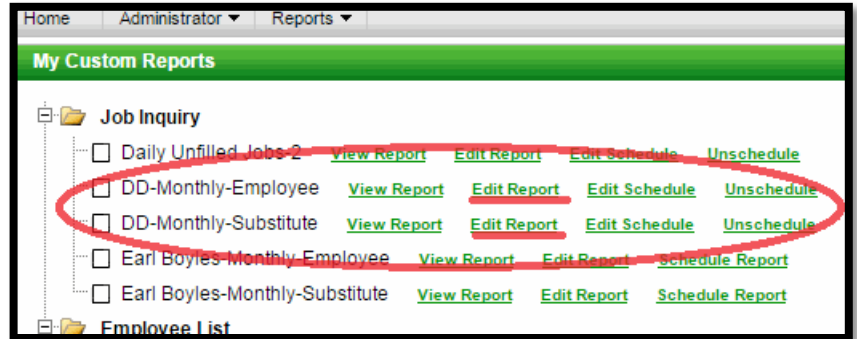 Home Administrator ▼ Reports ▼
My Custom Reports
Job Inquiry
Daily Unfilled Jobs-2 View Report Edit Report Edit Schedule Unschedule
DD-Monthly-Employee View Report Edit Report Edit Schedule Unschedule
DD-Monthly-Substitute View Report Edit Report Edit Schedule Unschedule
Earl Boyles-Monthly-Employee View Report Edit Report Schedule Report
Earl Boyles-Monthly-Substitute View Report Edit Report Schedule Report
Employee List